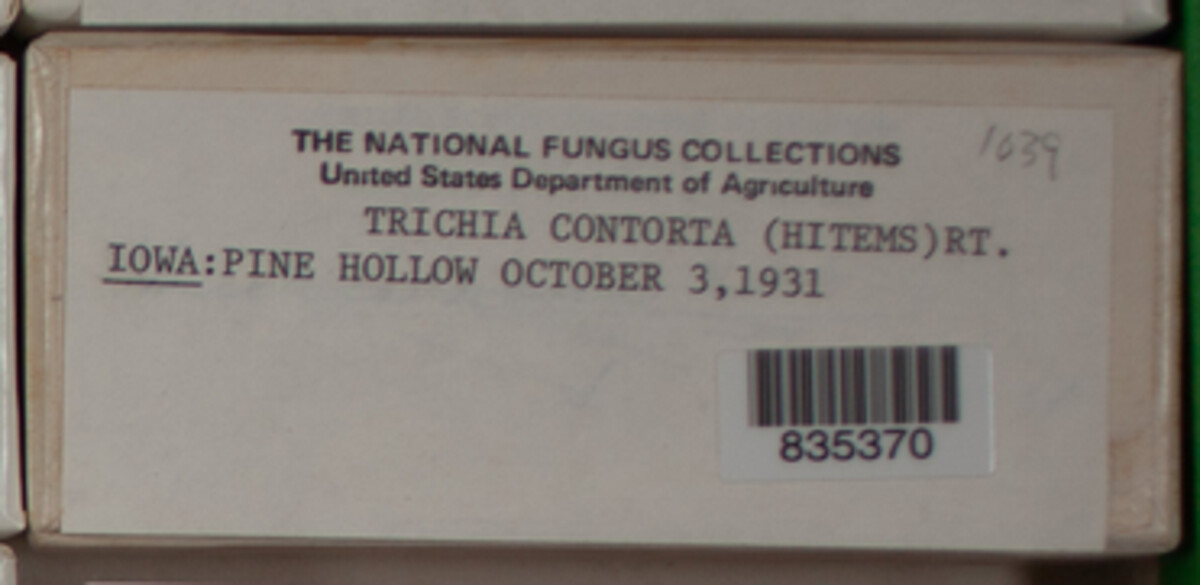 THE NATIONAL FUNGUS COLLECTIONS
1039
United States Department of Agriculture
TRICHIA CONTORTA (HITEMS)RT.
IOWA:PINE HOLLOW OCTOBER 3,1931
835370